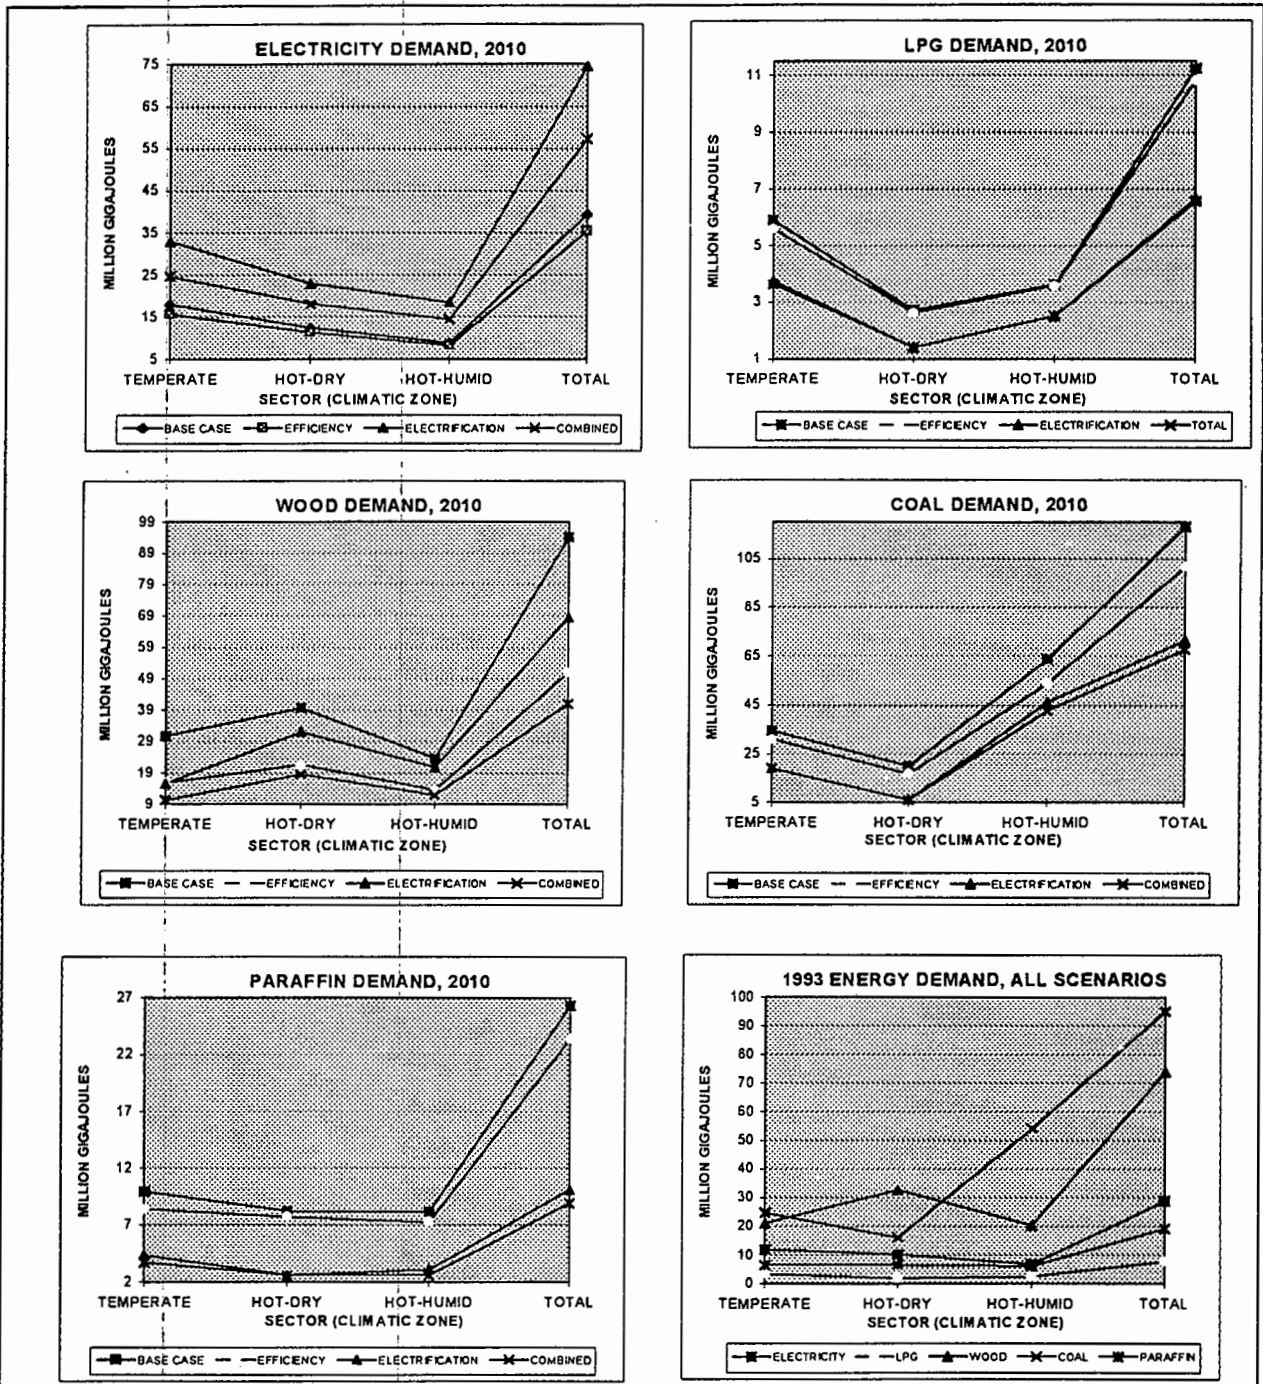 ELECTRICITY DEMAND, 2010
MILLION GIGAJOULES
75
65
55
45
35
25
15
5
TEMPERATE HOT-DRY HOT-HUMID TOTAL
SECTOR (CLIMATIC ZONE)
BASE CASE EFFICIENCY ELECTRIFICATION COMBINED
LPG DEMAND, 2010
MILLION GIGAJOULES
11
9
7
5
3
1
TEMPERATE HOT-DRY HOT-HUMID TOTAL
SECTOR (CLIMATIC ZONE)
BASE CASE EFFICIENCY ELECTRIFICATION TOTAL
WOOD DEMAND, 2010
MILLION GIGAJOULES
99
89
79
69
59
49
39
29
19
9
TEMPERATE HOT-DRY HOT-HUMID TOTAL
SECTOR (CLIMATIC ZONE)
BASE CASE EFFICIENCY ELECTRIFICATION COMBINED
COAL DEMAND, 2010
MILLION GIGAJOULES
105
85
65
45
25
5
TEMPERATE HOT-DRY HOT-HUMID TOTAL
SECTOR (CLIMATIC ZONE)
BASE CASE EFFICIENCY ELECTRIFICATION COMBINED
PARAFFIN DEMAND, 2010
MILLION GIGAJOULES
27
22
17
12
7
2
TEMPERATE HOT-DRY HOT-HUMID TOTAL
SECTOR (CLIMATIC ZONE)
BASE CASE EFFICIENCY ELECTRIFICATION COMBINED
1993 ENERGY DEMAND, ALL SCENARIOS
MILLION GIGAJOULES
100
90
80
70
60
50
40
30
20
10
0
TEMPERATE HOT-DRY HOT-HUMID TOTAL
SECTOR (CLIMATIC ZONE)
ELECTRICITY LPG WOOD COAL PARAFFIN